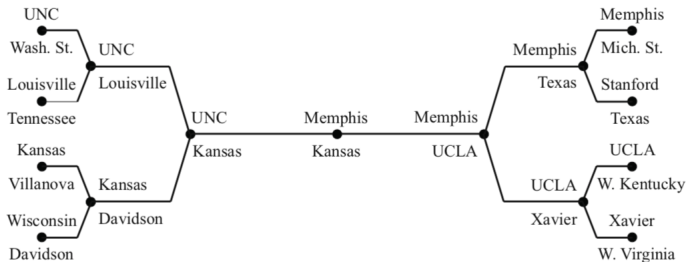 UNC
Wash. St.
UNC
Louisville
Louisville
Tennessee
UNC
Kansas
Kansas
Villanova
Kansas
Davidson
Wisconsin
Davidson
Memphis
Kansas
Memphis
UCLA
Memphis
Texas
Memphis
Mich. St.
Stanford
Texas
UCLA
Xavier
UCLA
W. Kentucky
Xavier
W. Virginia